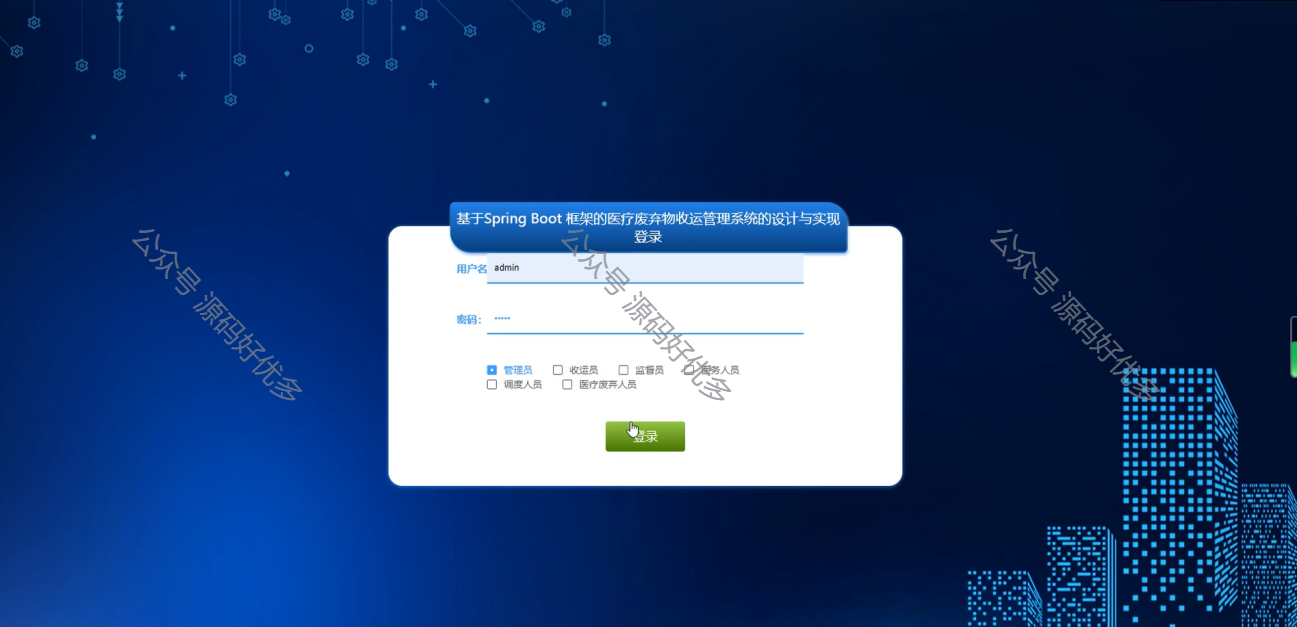 基于Spring Boot 框架的医疗废弃物收运管理系统的设计与实现
登录
用户名 admin
密码： •••••
管理员 收运员 监督员 医务人员
调度人员 医疗废弃人员
登录
公众号 源码好优多
公众号 源码好优多
公众号 源码好优多